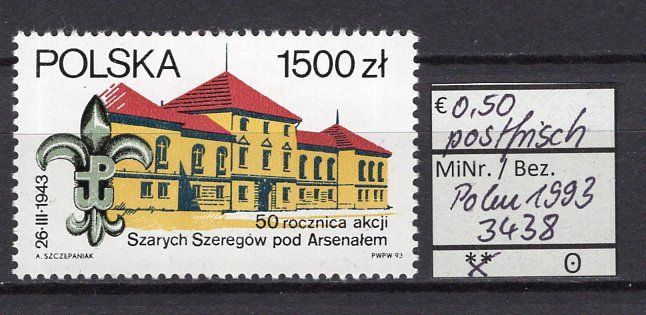 POLSKA 1500 zł
26-III-1943
50 rocznica akcji
Szarych Szeregów pod Arsenałem
A. SZCZEPANIAK PWPW 93
€ 0,50
postfrisch
MiNr. / Bez.
Polen 1993
3438
** ʘ